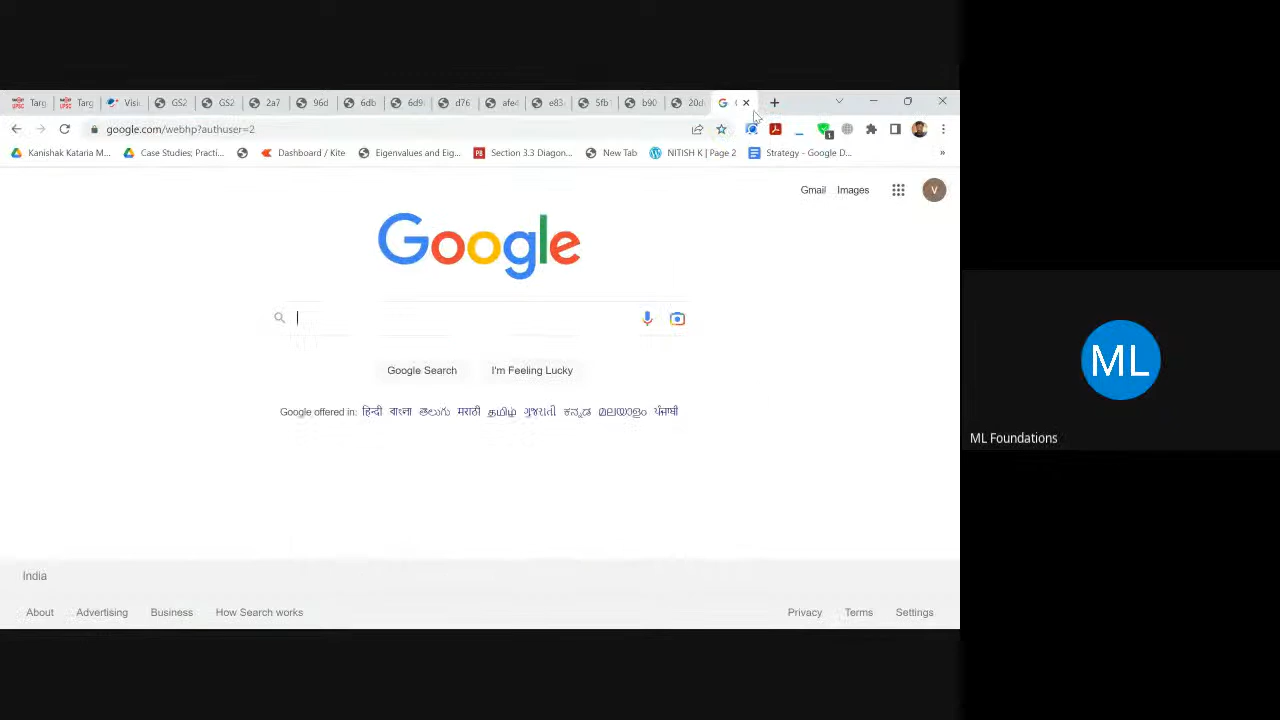 Targ Targ Visi GS2 GS2 2a7 96d 6db 6d9 d76 afe4 e83 5fb b90 20d
google.com/webhp?authuser=2
Kanishak Kataria M... Case Studies; Practi... Dashboard / Kite Eigenvalues and Eig... PB Section 3.3 Diagon... New Tab NITISH K | Page 2 Strategy - Google D... »
Gmail Images V
Google
Google Search I'm Feeling Lucky
Google offered in: हिन्दी বাংলা తెలుగు मराठी தமிழ் ગુજરાતી ಕನ್ನಡ മലയാളം ਪੰਜਾਬੀ
India
About Advertising Business How Search works Privacy Terms Settings
ML
ML Foundations